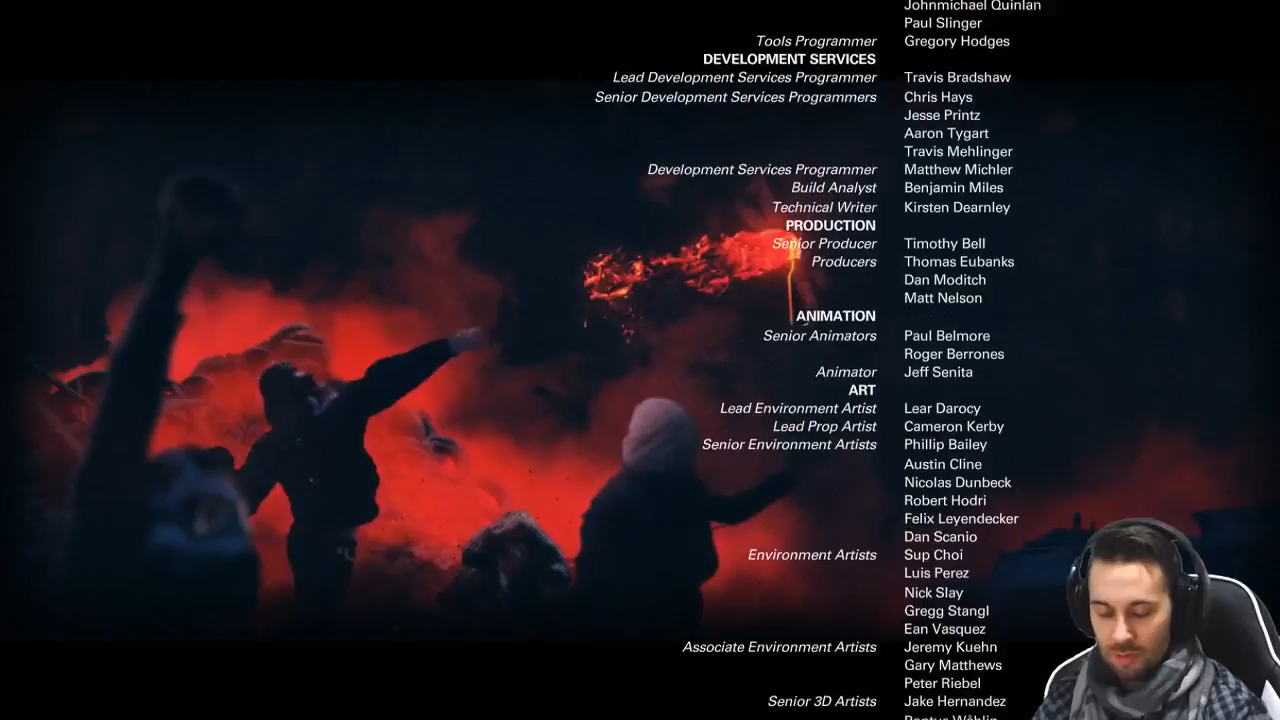 Johnmichael Quinlan
Paul Slinger
Tools Programmer Gregory Hodges
DEVELOPMENT SERVICES
Lead Development Services Programmer Travis Bradshaw
Senior Development Services Programmers Chris Hays
Jesse Printz
Aaron Tygart
Travis Mehlinger
Development Services Programmer Matthew Michler
Build Analyst Benjamin Miles
Technical Writer Kirsten Dearnley
PRODUCTION
Senior Producer Timothy Bell
Producers Thomas Eubanks
Dan Moditch
Matt Nelson
ANIMATION
Senior Animators Paul Belmore
Roger Berrones
Animator Jeff Senita
ART
Lead Environment Artist Lear Darocy
Lead Prop Artist Cameron Kerby
Senior Environment Artists Phillip Bailey
Austin Cline
Nicolas Dunbeck
Robert Hodri
Felix Leyendecker
Dan Scanio
Environment Artists Sup Choi
Luis Perez
Nick Slay
Gregg Stangl
Ean Vasquez
Associate Environment Artists Jeremy Kuehn
Gary Matthews
Peter Riebel
Senior 3D Artists Jake Hernandez
Pontus Wåhlin